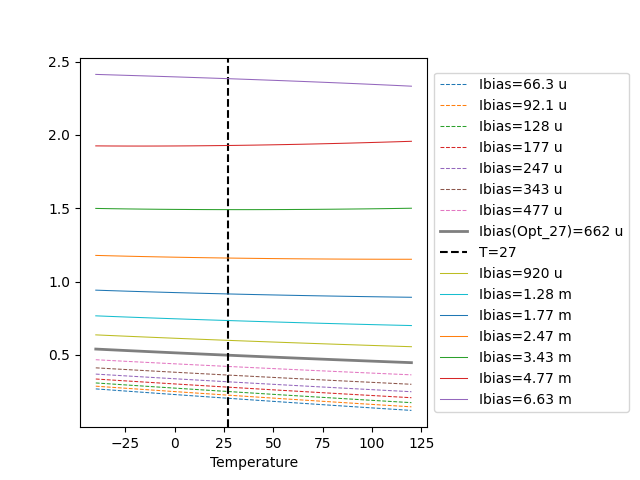 2.5
2.0
1.5
1.0
0.5
−25
0
25
50
75
100
125
Temperature
Ibias=66.3 u
Ibias=92.1 u
Ibias=128 u
Ibias=177 u
Ibias=247 u
Ibias=343 u
Ibias=477 u
Ibias(Opt_27)=662 u
T=27
Ibias=920 u
Ibias=1.28 m
Ibias=1.77 m
Ibias=2.47 m
Ibias=3.43 m
Ibias=4.77 m
Ibias=6.63 m